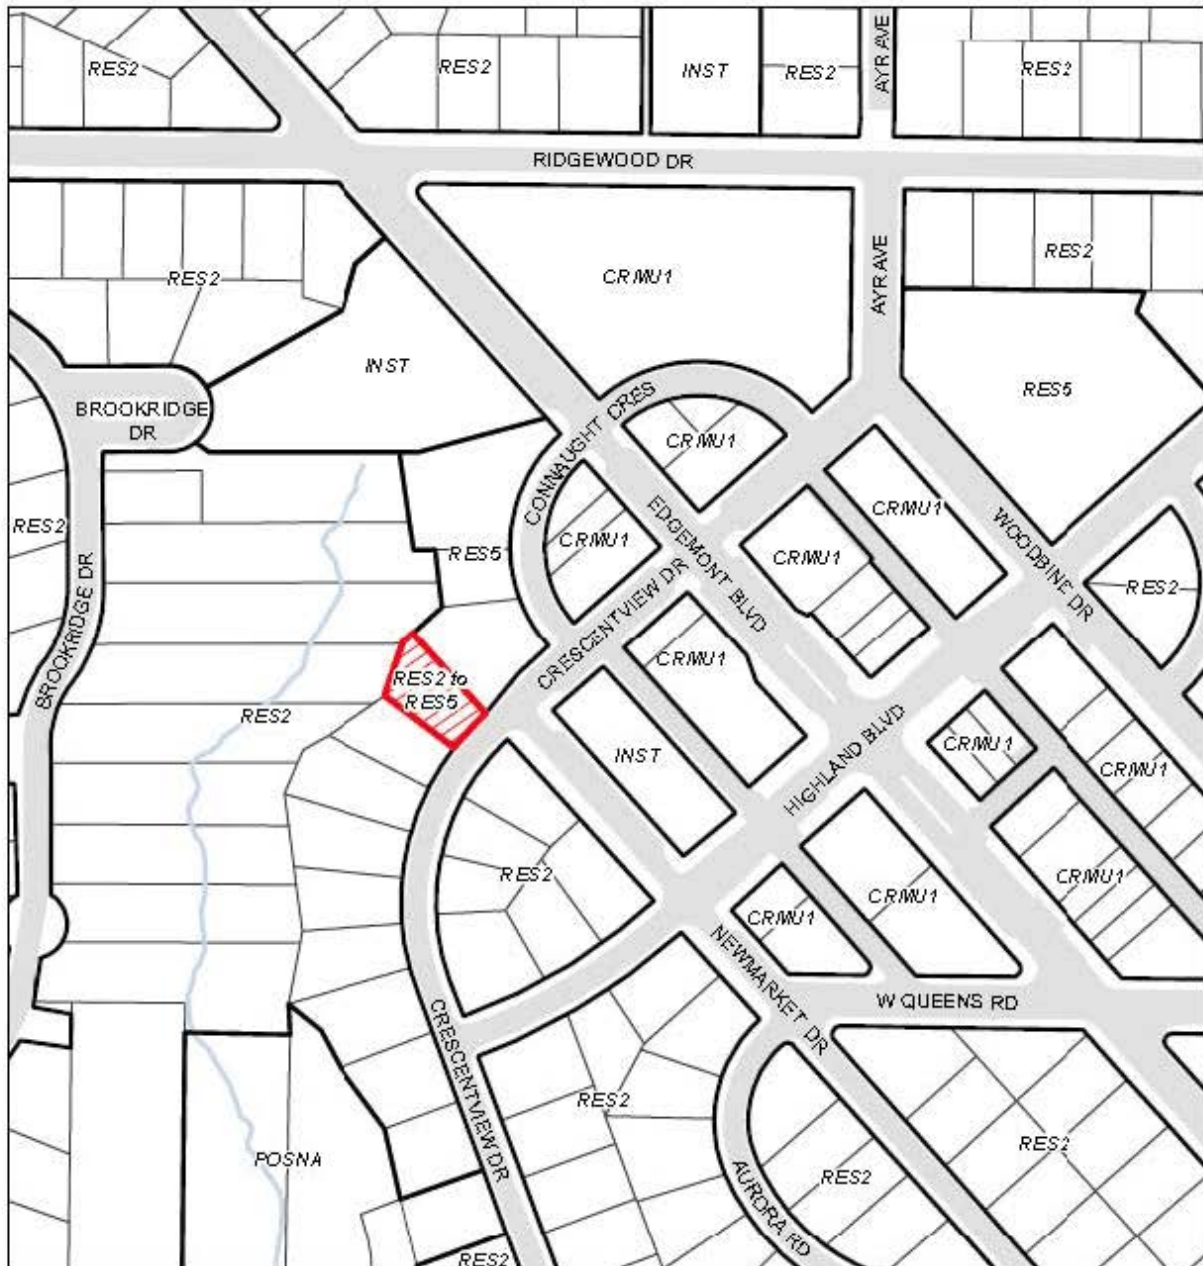 RES2
RES2
INST
RES2
AYR AVE
RES2
RIDGEWOOD DR
RES2
CRMU1
AYR AVE
RES2
INST
RES5
BROOKRIDGE
DR
CONNAUGHT CRES
CRMU1
CRMU1
RES2
RES5
CRMU1
EDGEMONT BLVD
CRMU1
WOODBINE DR
RES2
BROOKRIDGE DR
CRESCENTVIEW DR
CRMU1
RES2 to
RES5
RES2
INST
HIGHLAND BLVD
CRMU1
CRMU1
RES2
CRMU1
CRMU1
CRMU1
NEWMARKET DR
W QUEENS RD
CRESCENTVIEW DR
RES2
RES2
POSNA
RES2
AURORA RD
RES2